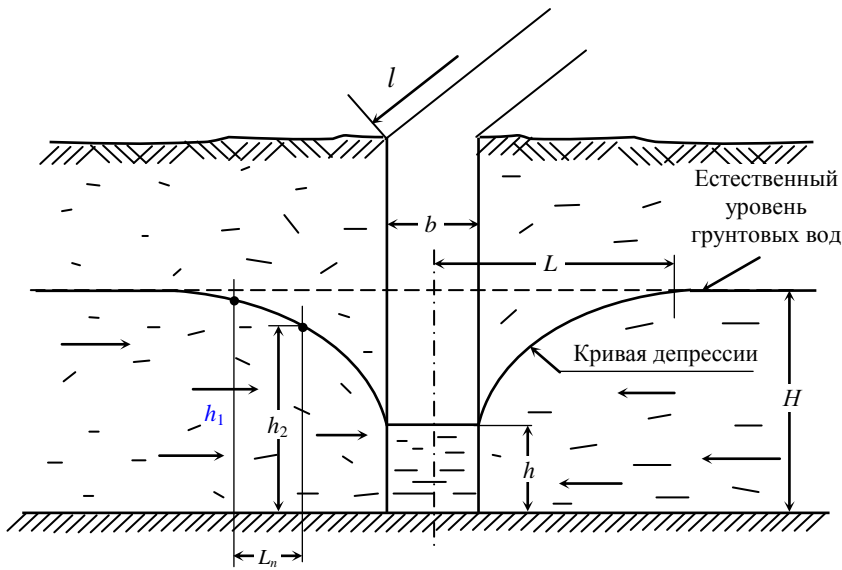 l
b
Естественный
уровень
грунтовых вод
L
Кривая депрессии
H
h₁
h₂
h
Lₙ